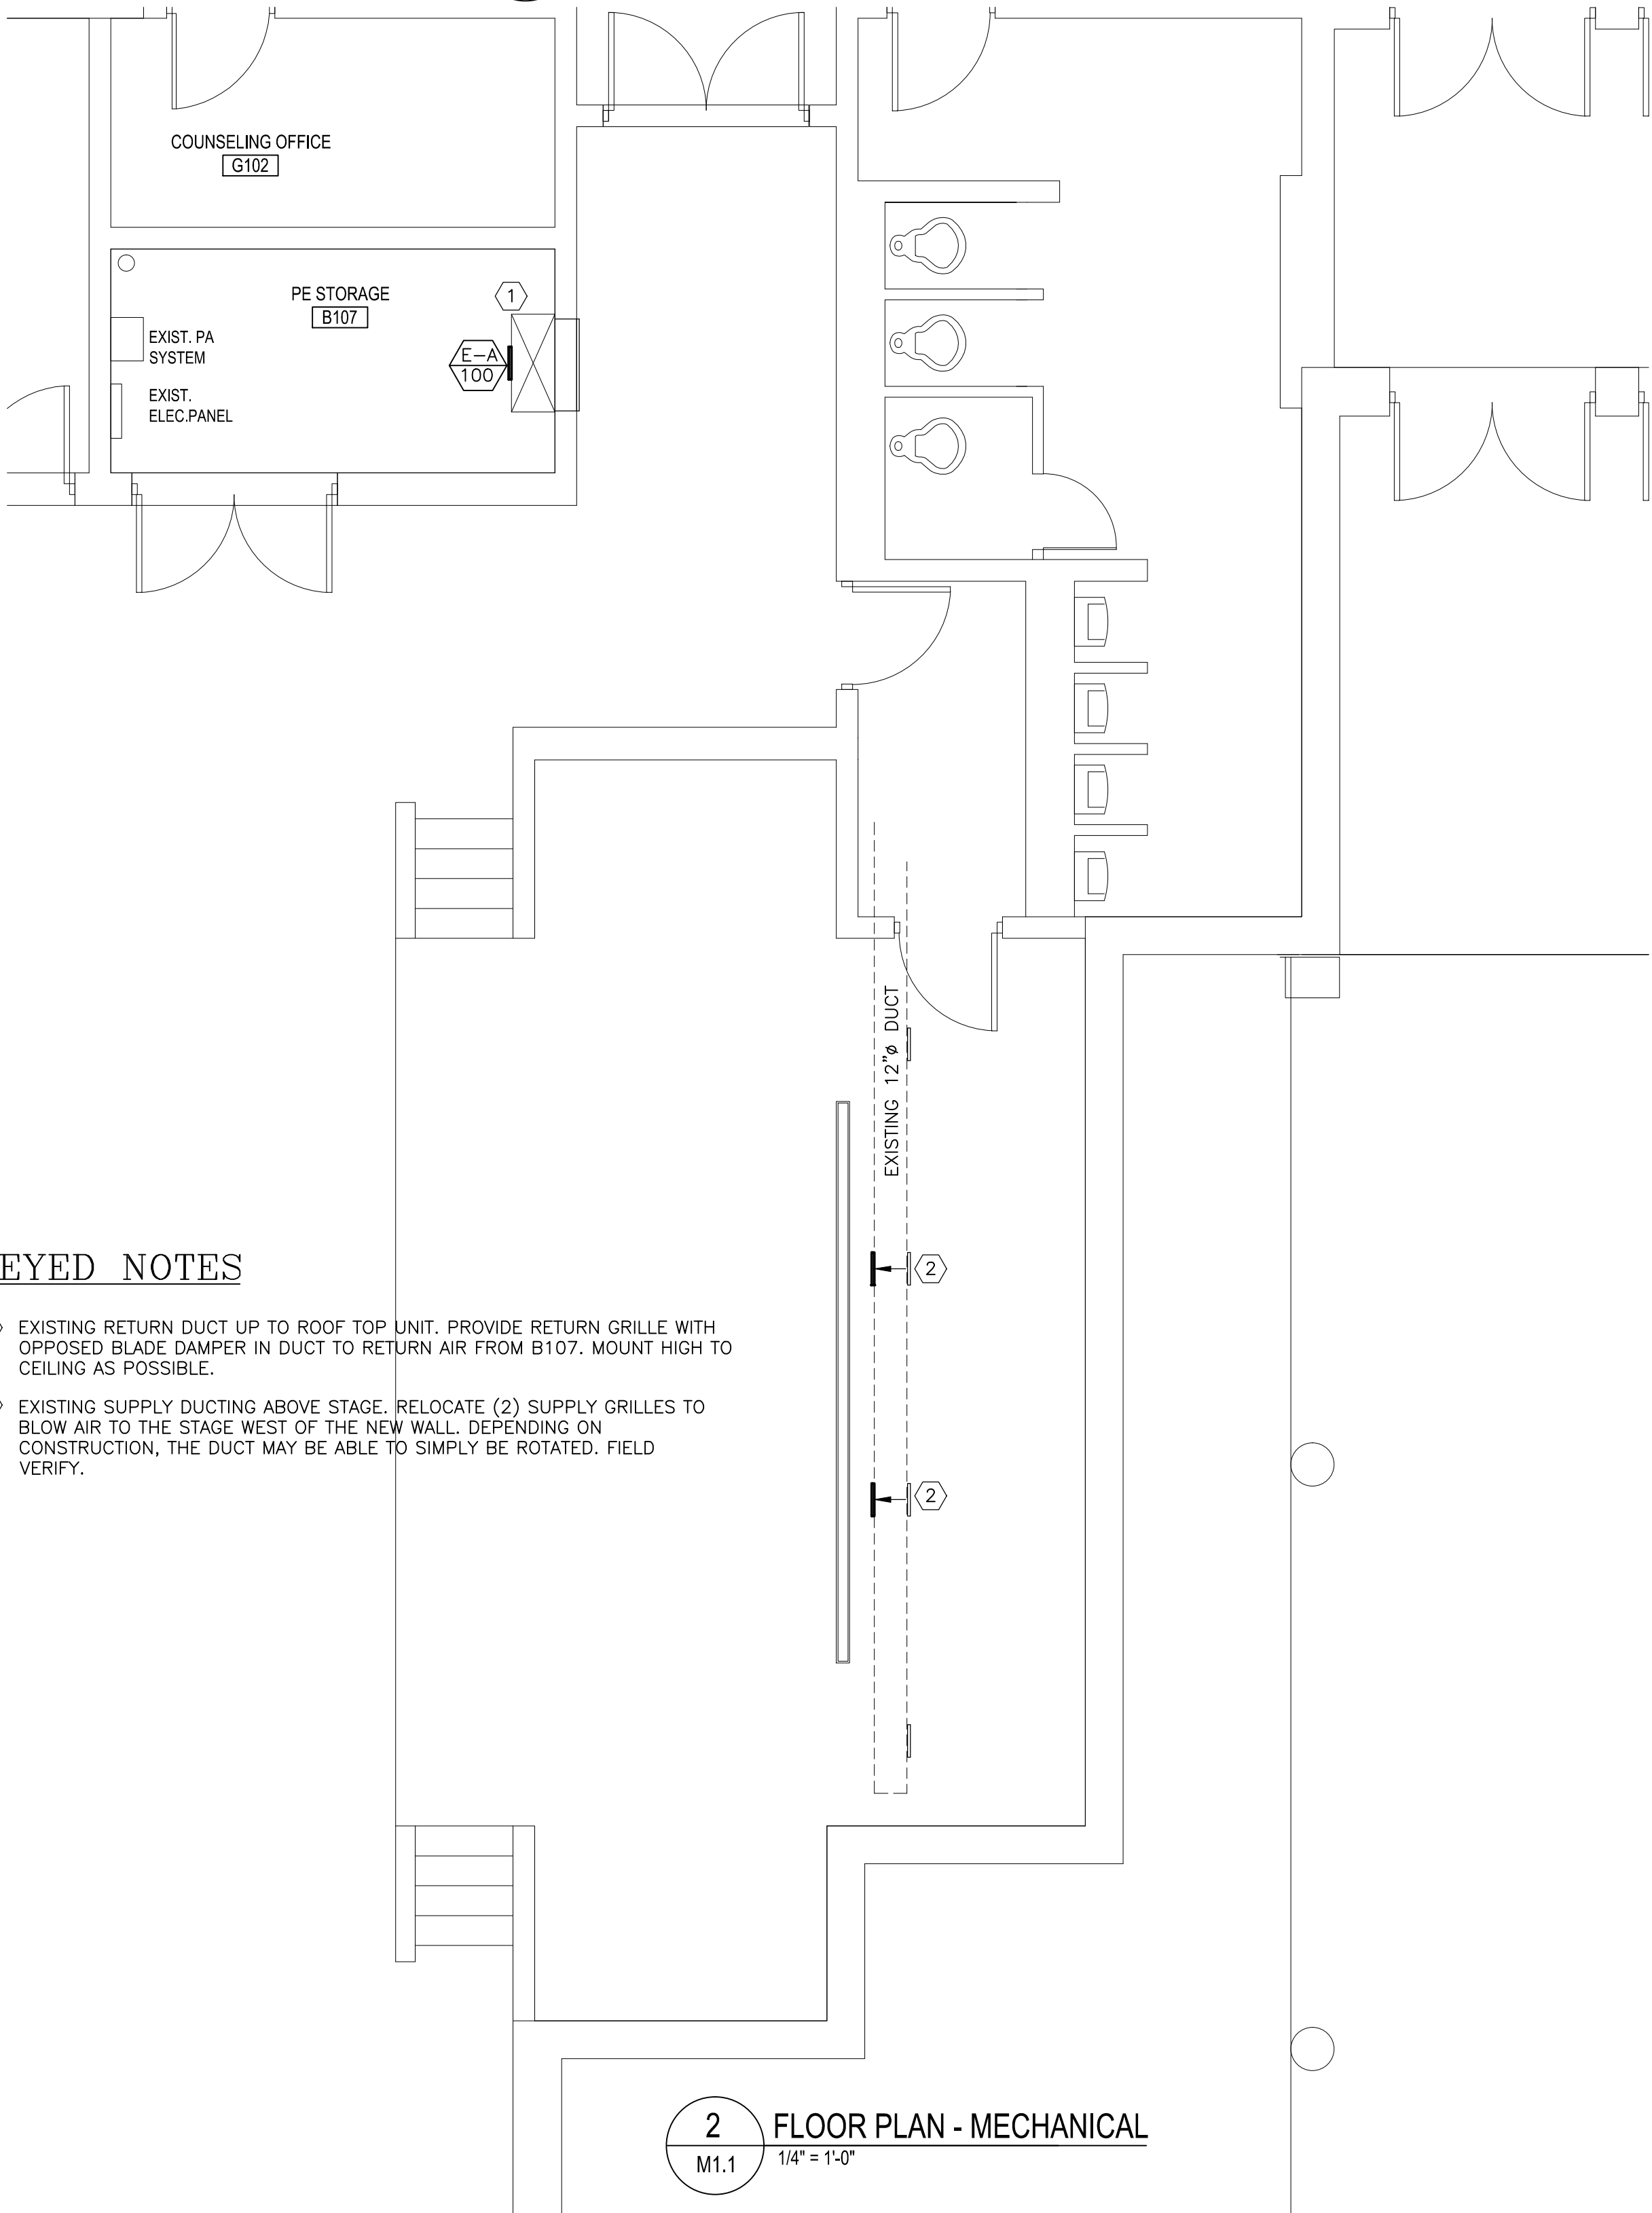 COUNSELING OFFICE
G102
PE STORAGE
B107
1
EXIST. PA
SYSTEM
E-A
100
EXIST.
ELEC.PANEL
EXISTING 12"ø DUCT
EYED NOTES
2
EXISTING RETURN DUCT UP TO ROOF TOP UNIT. PROVIDE RETURN GRILLE WITH
OPPOSED BLADE DAMPER IN DUCT TO RETURN AIR FROM B107. MOUNT HIGH TO
CEILING AS POSSIBLE.
EXISTING SUPPLY DUCTING ABOVE STAGE. RELOCATE (2) SUPPLY GRILLES TO
BLOW AIR TO THE STAGE WEST OF THE NEW WALL. DEPENDING ON
CONSTRUCTION, THE DUCT MAY BE ABLE TO SIMPLY BE ROTATED. FIELD
VERIFY.
2
2
M1.1
FLOOR PLAN - MECHANICAL
1/4" = 1'-0"